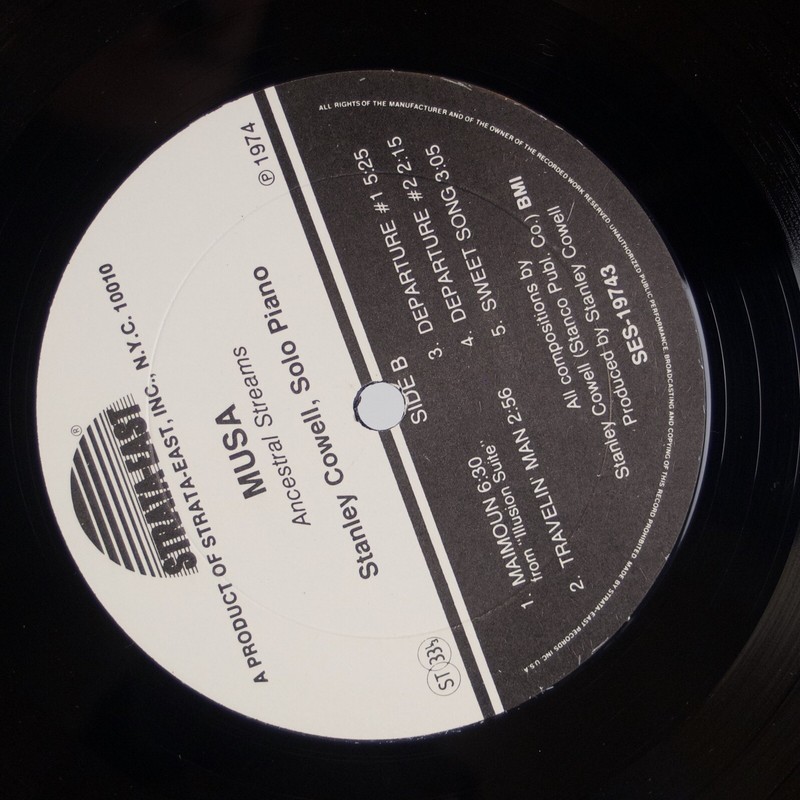 STRATA-EAST ®
A PRODUCT OF STRATA-EAST, INC., N.Y.C. 10010
MUSA
Ancestral Streams
Stanley Cowell, Solo Piano
ST 33⅓
Ⓟ 1974
SIDE B
1. MAIMOUN 6:30
from "Illusion Suite"
2. TRAVELIN MAN 2:56
3. DEPARTURE #1 5:25
4. DEPARTURE #2 2:15
5. SWEET SONG 3:05
All compositions by
Stanley Cowell (Stanco Publ. Co.) BMI
Produced by Stanley Cowell
SES-19743
ALL RIGHTS OF THE MANUFACTURER AND OF THE OWNER OF THE RECORDED WORK RESERVED UNAUTHORIZED PUBLIC PERFORMANCE, BROADCASTING AND COPYING OF THIS RECORD PROHIBITED MADE BY STRATA-EAST RECORDS INC U.S.A